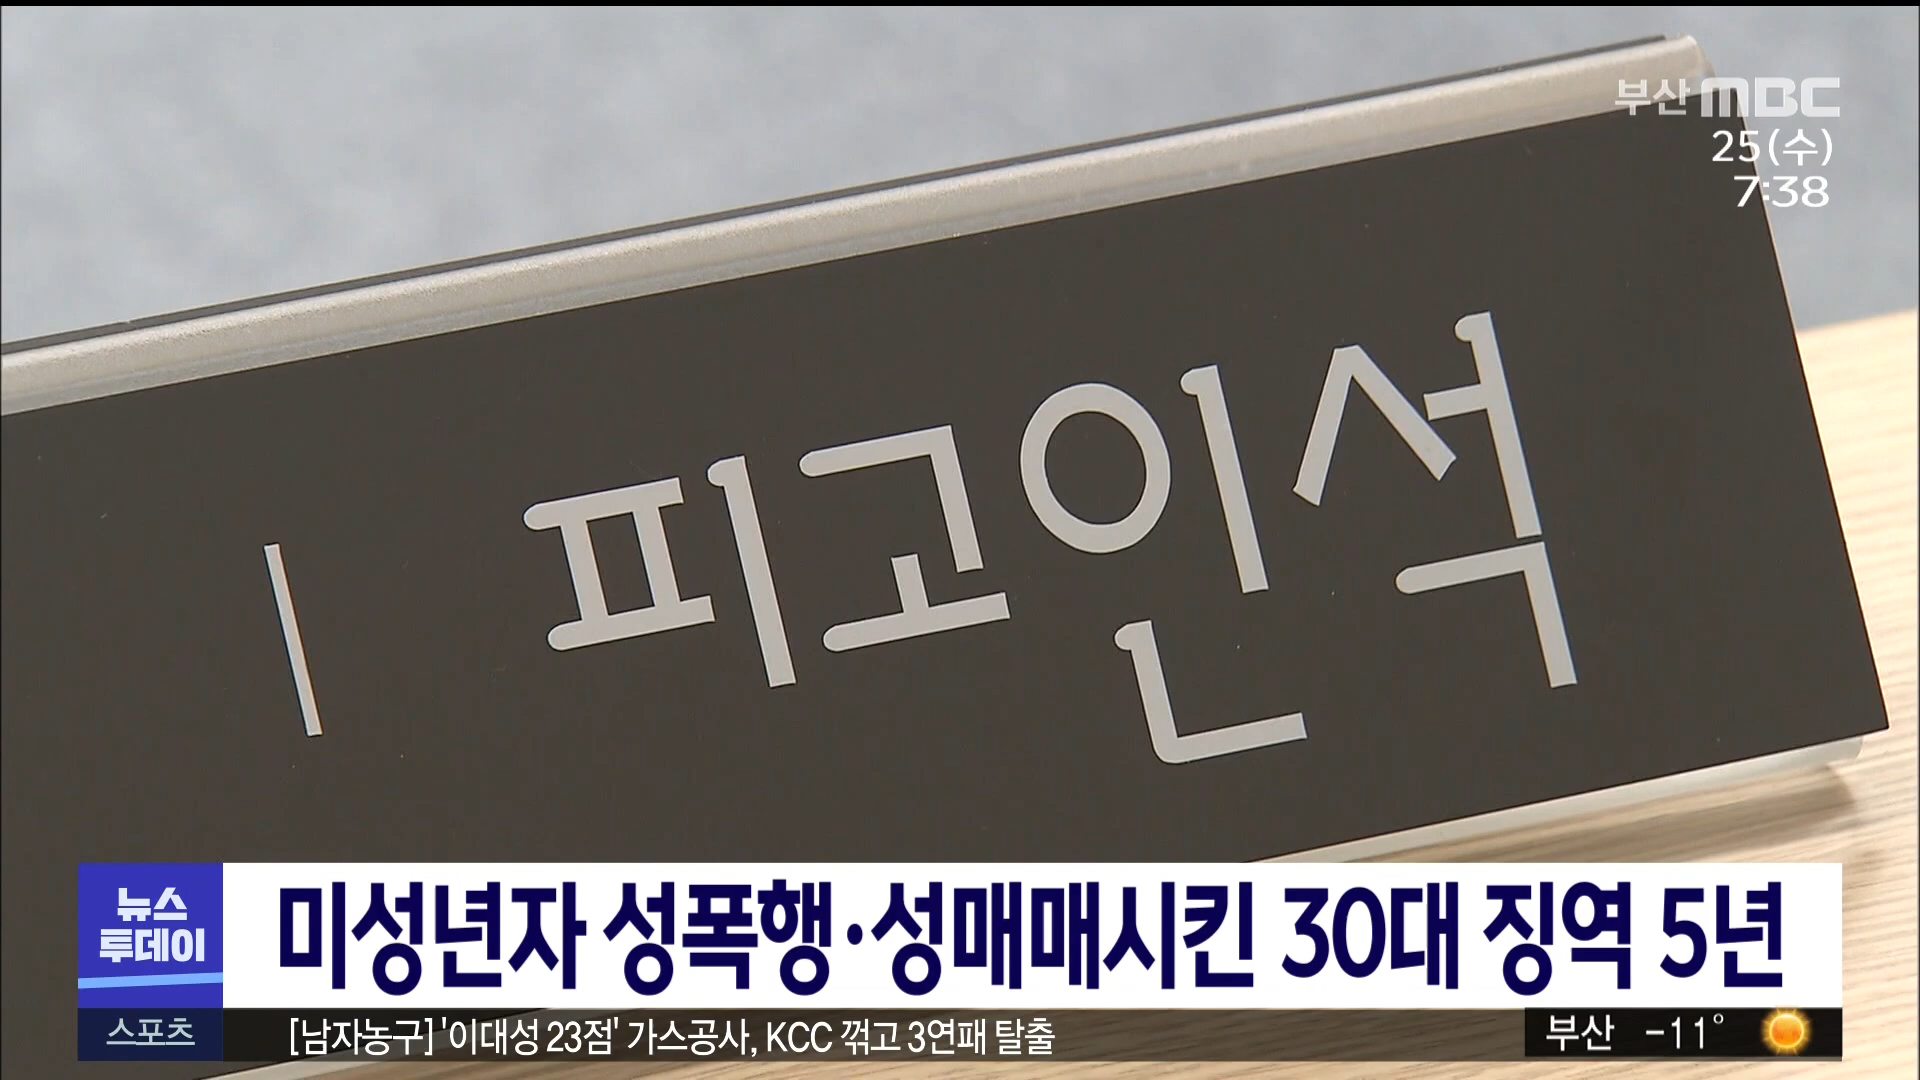 부산 MBC
25(수)
7:38
피고인석
뉴스
투데이
미성년자 성폭행·성매매시킨 30대 징역 5년
스포츠
[남자농구] '이대성 23점' 가스공사, KCC 꺾고 3연패 탈출
부산 -11°